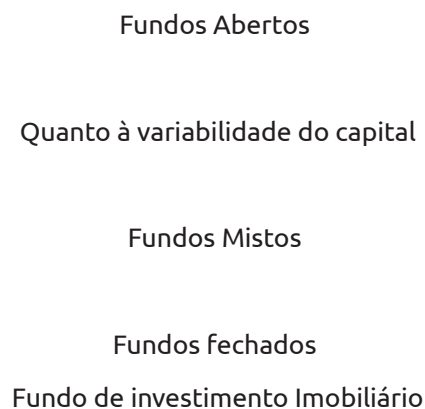 Fundos Abertos
Quanto à variabilidade do capital
Fundos Mistos
Fundos fechados
Fundo de investimento Imobiliário